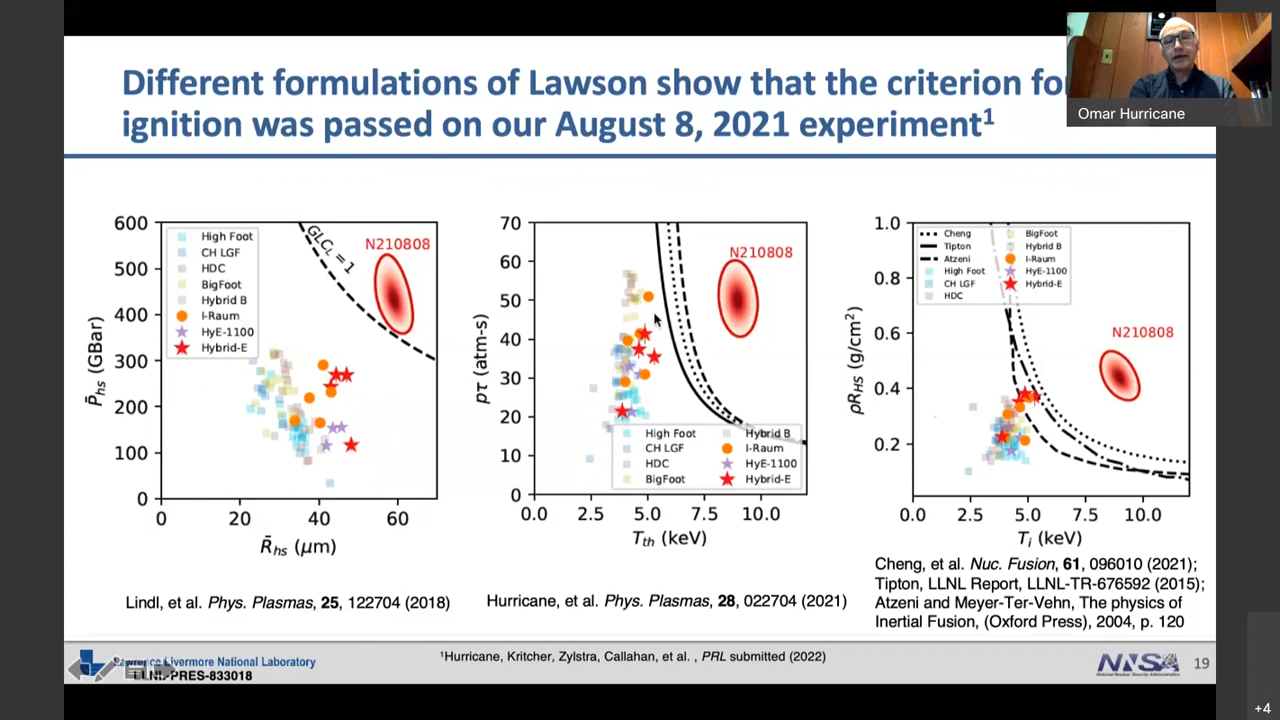 Different formulations of Lawson show that the criterion fo
ignition was passed on our August 8, 2021 experiment¹
Omar Hurricane
600
500
400
300
200
100
0
0
20
40
60
P̄hs (GBar)
R̄hs (μm)
High Foot
CH LGF
HDC
BigFoot
Hybrid B
I-Raum
HyE-1100
Hybrid-E
GLCL = 1
N210808
Lindl, et al. Phys. Plasmas, 25, 122704 (2018)
70
60
50
40
30
20
10
0
0.0
2.5
5.0
7.5
10.0
pτ (atm-s)
Tth (keV)
N210808
High Foot
CH LGF
HDC
BigFoot
Hybrid B
I-Raum
HyE-1100
Hybrid-E
Hurricane, et al. Phys. Plasmas, 28, 022704 (2021)
1.0
0.8
0.6
0.4
0.2
0.0
2.5
5.0
7.5
10.0
ρRHS (g/cm²)
Ti (keV)
Cheng
Tipton
Atzeni
High Foot
CH LGF
HDC
BigFoot
Hybrid B
I-Raum
HyE-1100
Hybrid-E
N210808
Cheng, et al. Nuc. Fusion, 61, 096010 (2021);
Tipton, LLNL Report, LLNL-TR-676592 (2015);
Atzeni and Meyer-Ter-Vehn, The physics of
Inertial Fusion, (Oxford Press), 2004, p. 120
Lawrence Livermore National Laboratory
LLNL-PRES-833018
¹Hurricane, Kritcher, Zylstra, Callahan, et al. , PRL submitted (2022)
NNSA
National Nuclear Security Administration
19
+4